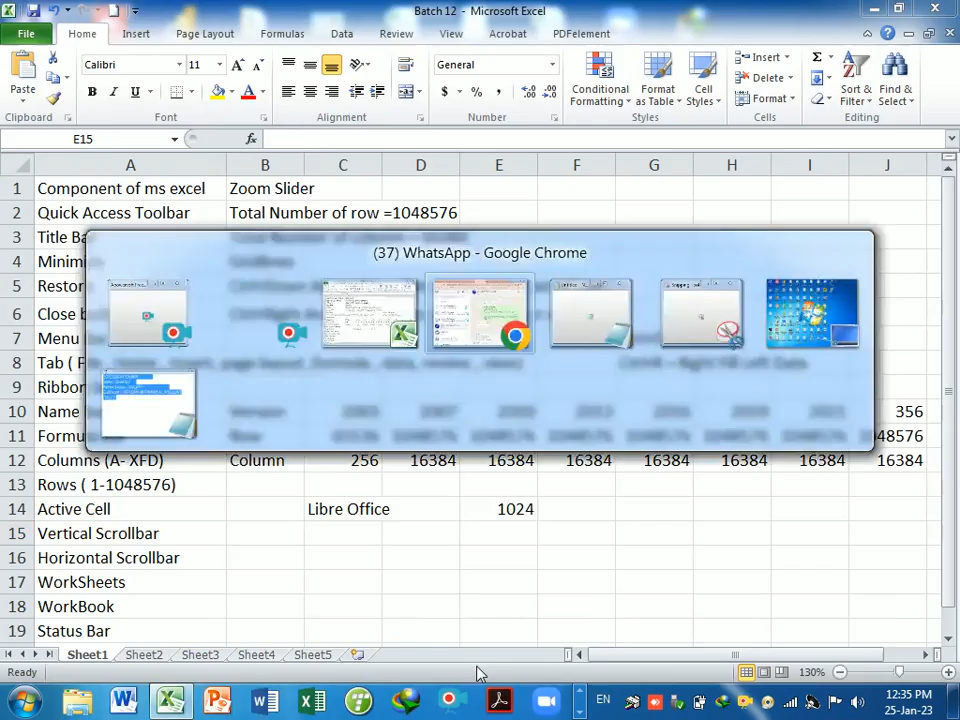 Batch 12 - Microsoft Excel
File Home Insert Page Layout Formulas Data Review View Acrobat PDFelement
Paste Calibri 11 General Conditional Formatting Format as Table Cell Styles Insert Delete Format Sort & Filter Find & Select
Clipboard Font Alignment Number Styles Cells Editing
E15 fx
A B C D E F G H I J
1 Component of ms excel Zoom Slider
2 Quick Access Toolbar Total Number of row =1048576
3 Title Ba
(37) WhatsApp - Google Chrome
4 Minim
5 Restor
6 Close b
7 Menu
8 Tab ( F
9 Ribbon
10 Name 356
11 Formu 048576
12 Columns (A- XFD) Column 256 16384 16384 16384 16384 16384 16384 16384
13 Rows ( 1-1048576)
14 Active Cell Libre Office 1024
15 Vertical Scrollbar
16 Horizontal Scrollbar
17 WorkSheets
18 WorkBook
19 Status Bar
Sheet1 Sheet2 Sheet3 Sheet4 Sheet5
Ready 130%
EN 12:35 PM
25-Jan-23